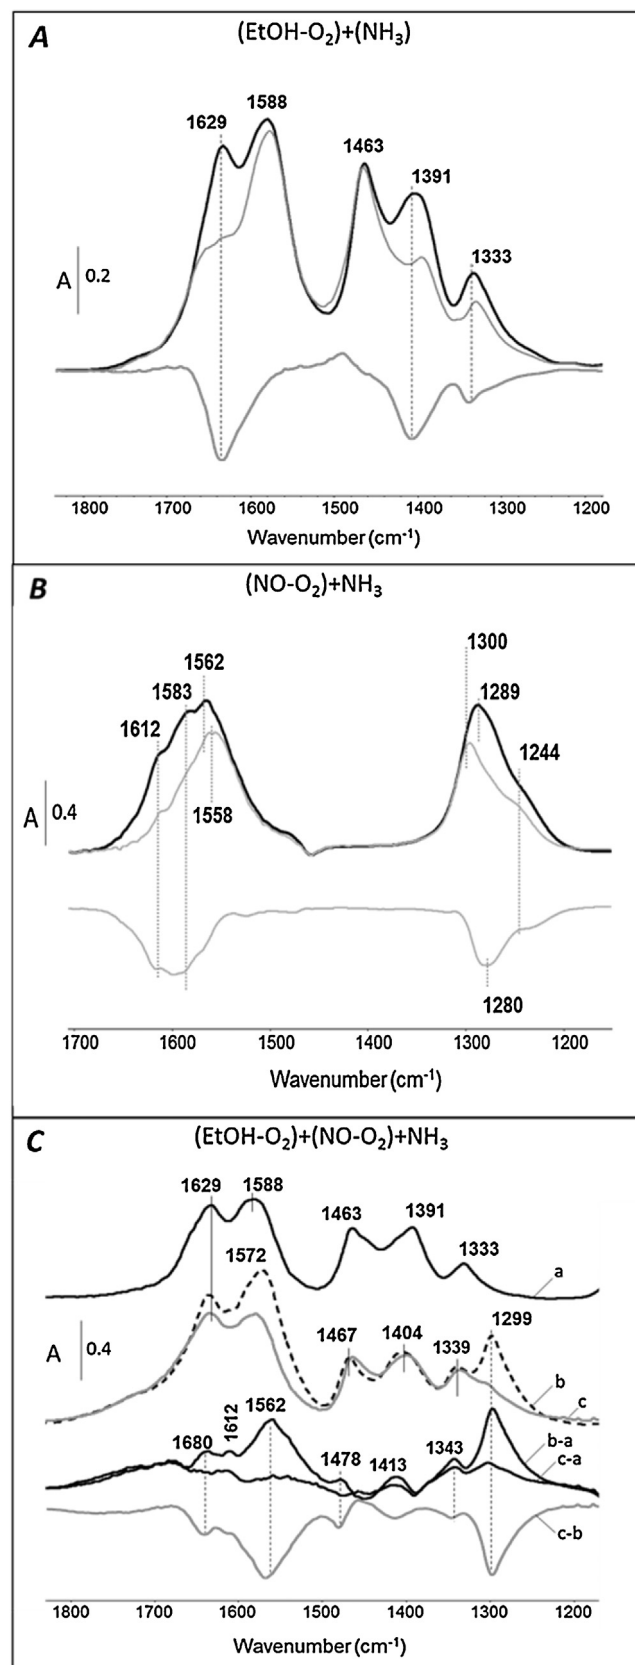 A
(EtOH-O₂)+(NH₃)
1588
1629
1463
1391
1333
A 0.2
1800 1700 1600 1500 1400 1300 1200
Wavenumber (cm⁻¹)
B
(NO-O₂)+NH₃
1300
1562
1583
1289
1612
1244
A 0.4
1558
1280
1700 1600 1500 1400 1300 1200
Wavenumber (cm⁻¹)
C
(EtOH-O₂)+(NO-O₂)+NH₃
1629 1588
1463 1391
1572
1333
a
1299
A 0.4
1467 1404 1339
b
c
1562
1612
1680
1478 1413 1343
b-a
c-a
c-b
1800 1700 1600 1500 1400 1300 1200
Wavenumber (cm⁻¹)